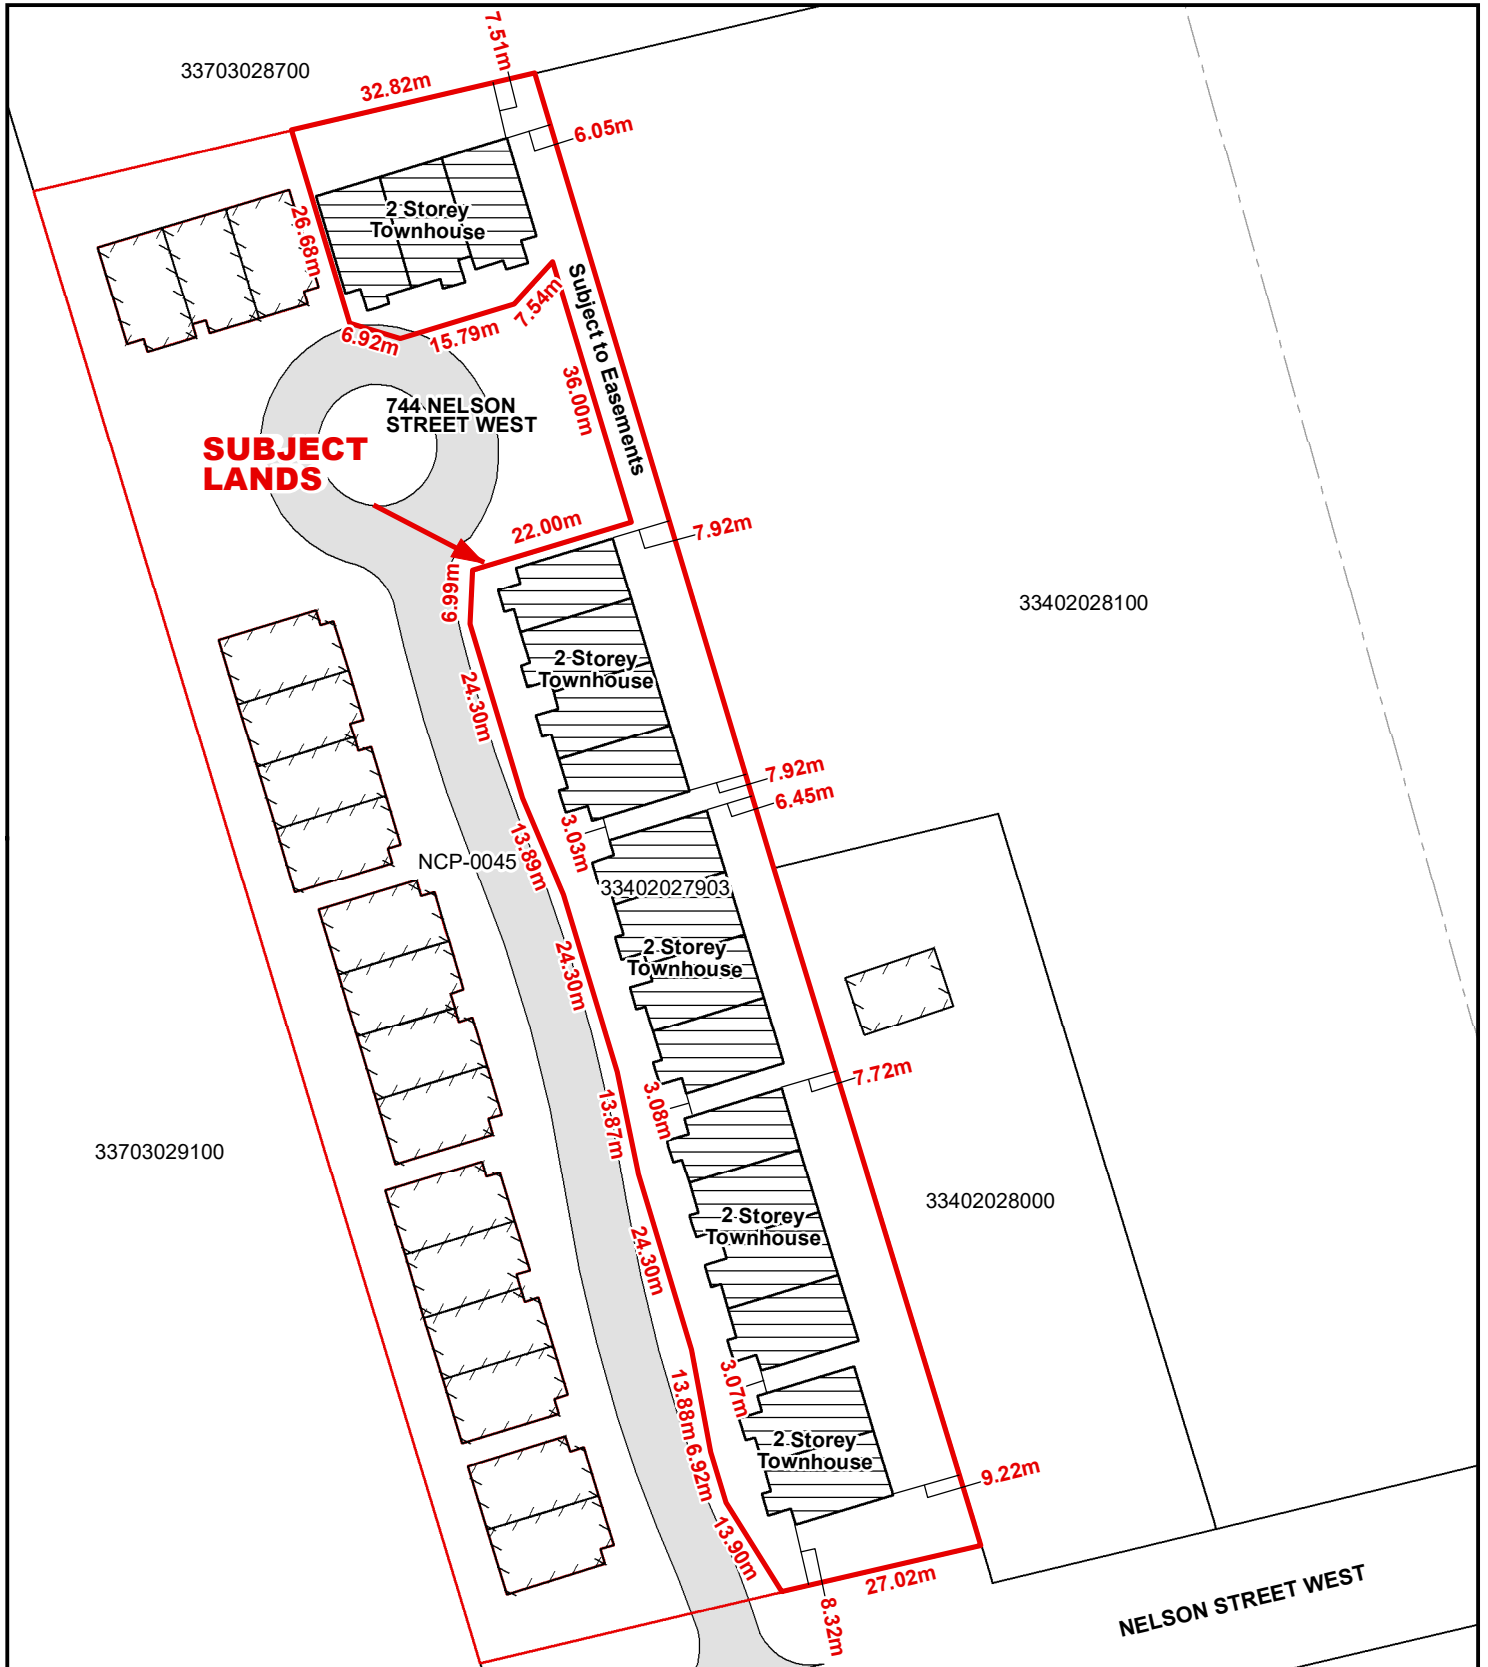 7.51m
33703028700
32.82m
6.05m
2 Storey
Townhouse
26.68m
Subject to Easements
7.54m
6.92m
15.79m
36.00m
744 NELSON
STREET WEST
SUBJECT
LANDS
22.00m
7.92m
6.99m
33402028100
2 Storey
Townhouse
24.30m
7.92m
6.45m
3.03m
13.89m
NCP-0045
33402027903
2 Storey
Townhouse
24.30m
7.72m
3.08m
13.87m
33703029100
33402028000
2 Storey
Townhouse
24.30m
3.07m
13.88m
2 Storey
Townhouse
6.92m
9.22m
13.90m
27.02m
8.32m
NELSON STREET WEST